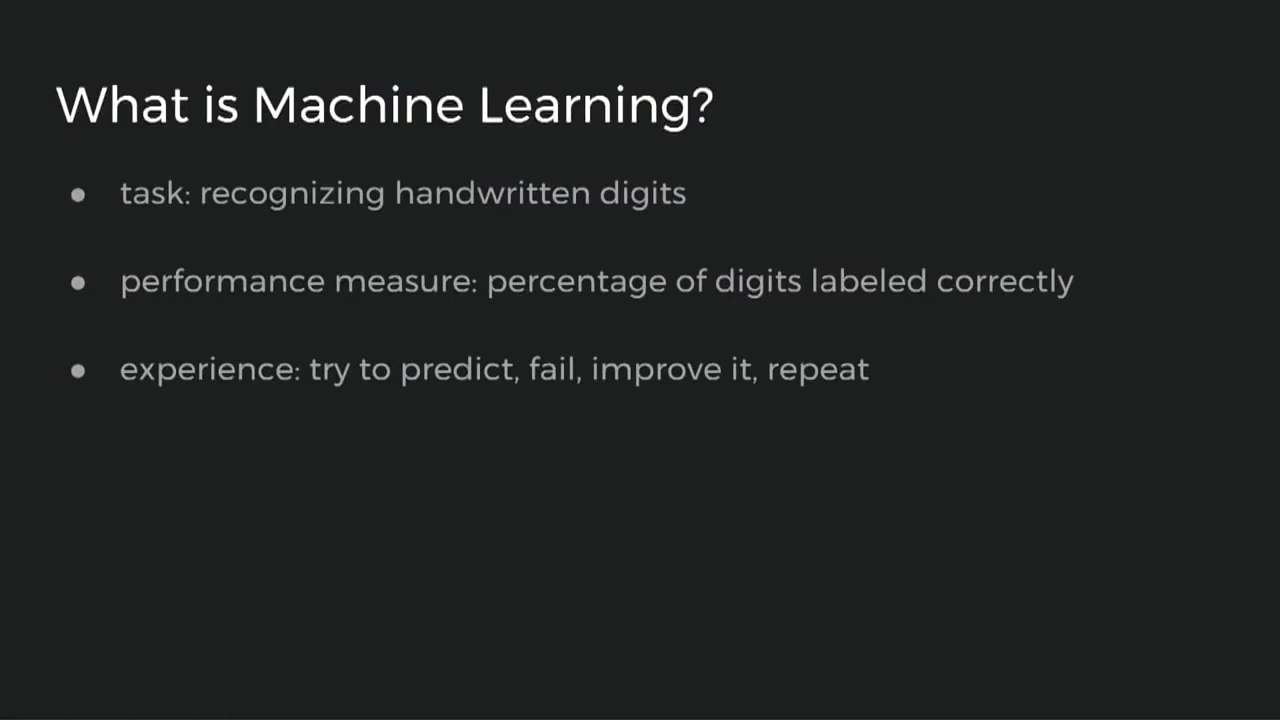 What is Machine Learning?
● task: recognizing handwritten digits
● performance measure: percentage of digits labeled correctly
● experience: try to predict, fail, improve it, repeat